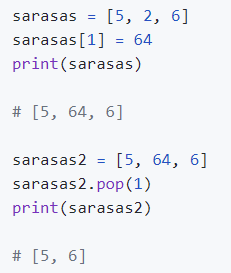 sarasas = [5, 2, 6]
sarasas[1] = 64
print(sarasas)
# [5, 64, 6]
sarasas2 = [5, 64, 6]
sarasas2.pop(1)
print(sarasas2)
# [5, 6]